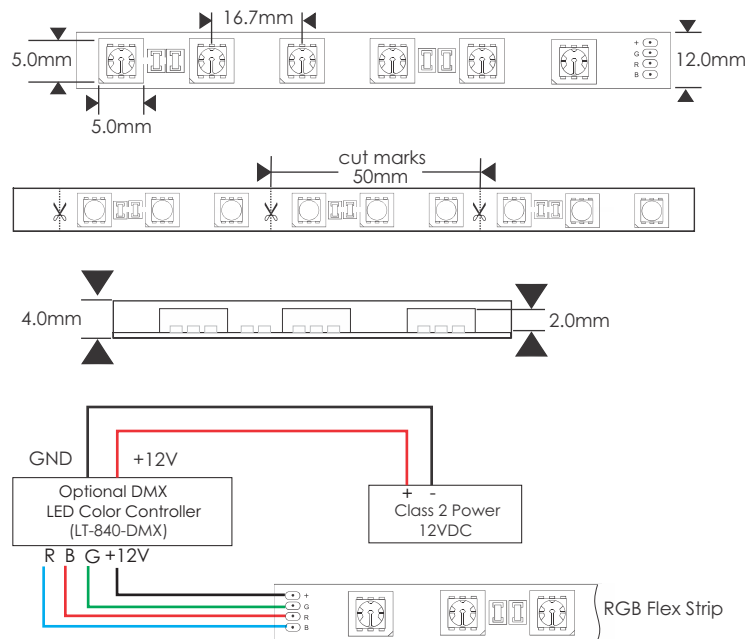 16.7mm
5.0mm
+
G
R
B
12.0mm
5.0mm
cut marks
50mm
4.0mm
2.0mm
GND
+12V
Optional DMX
LED Color Controller
(LT-840-DMX)
+ -
Class 2 Power
12VDC
R B G +12V
+
G
R
B
RGB Flex Strip